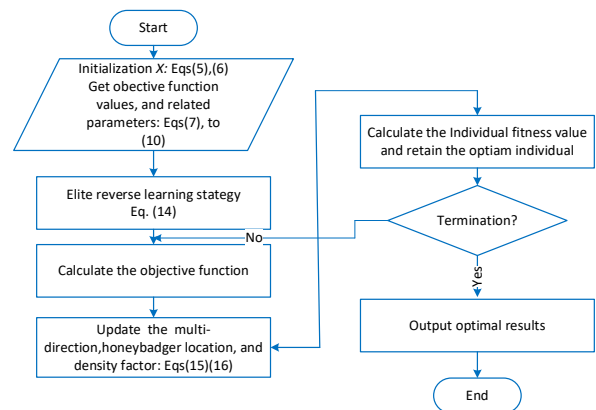 Start
Initialization X: Eqs(5),(6)
Get obective function
values, and related
parameters: Eqs(7), to
(10)
Elite reverse learning stategy
Eq. (14)
Calculate the objective function
Update the multi-
direction,honeybadger location, and
density factor: Eqs(15)(16)
Calculate the Individual fitness value
and retain the optiam individual
Termination?
No
Yes
Output optimal results
End